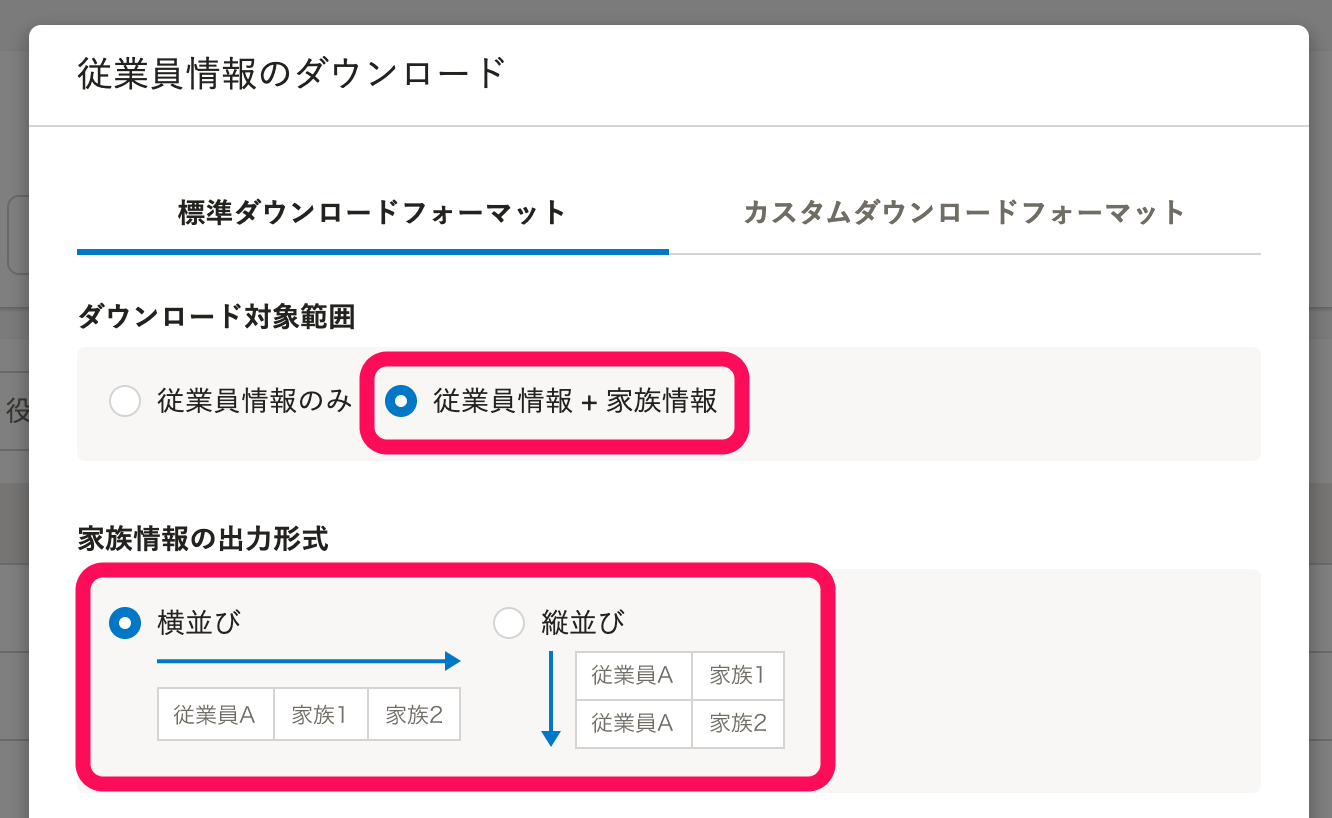 従業員情報のダウンロード
標準ダウンロードフォーマット カスタムダウンロードフォーマット
ダウンロード対象範囲
従業員情報のみ 従業員情報 + 家族情報
役
家族情報の出力形式
横並び 縦並び
従業員A 家族1
従業員A 家族1 家族2
従業員A 家族2